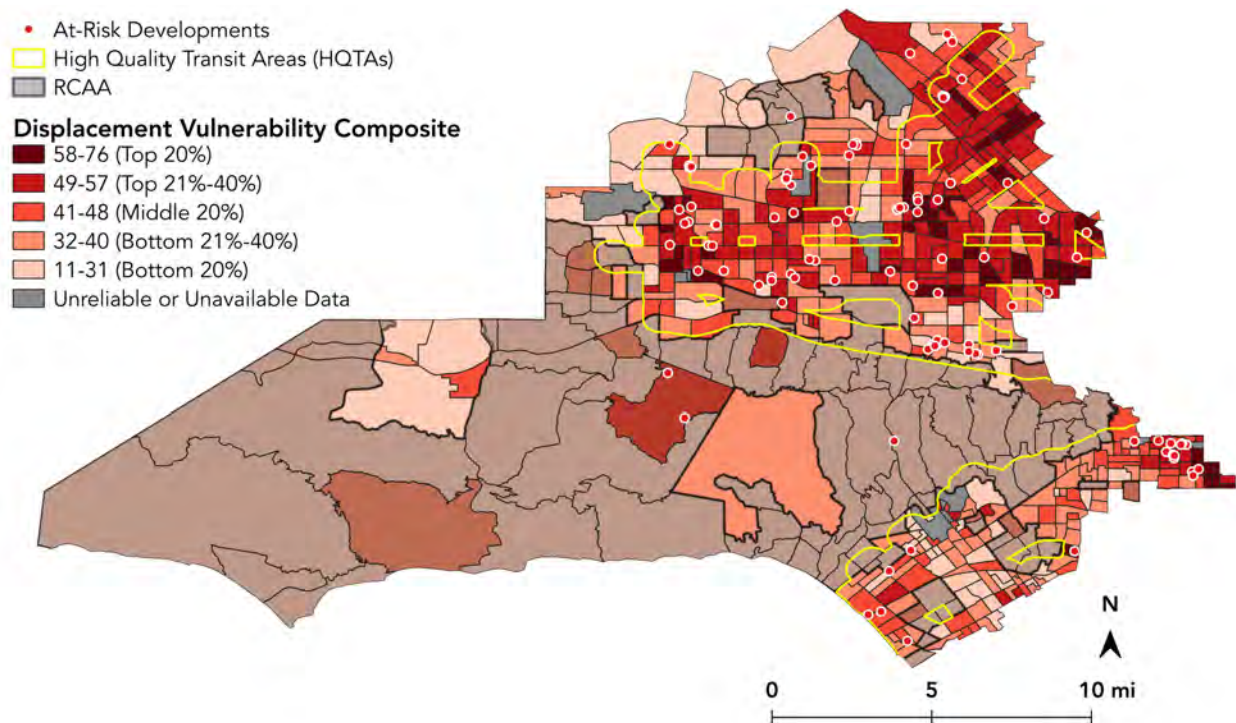 At-Risk Developments
High Quality Transit Areas (HQTAs)
RCAA
Displacement Vulnerability Composite
58-76 (Top 20%)
49-57 (Top 21%-40%)
41-48 (Middle 20%)
32-40 (Bottom 21%-40%)
11-31 (Bottom 20%)
Unreliable or Unavailable Data
N
0 5 10 mi